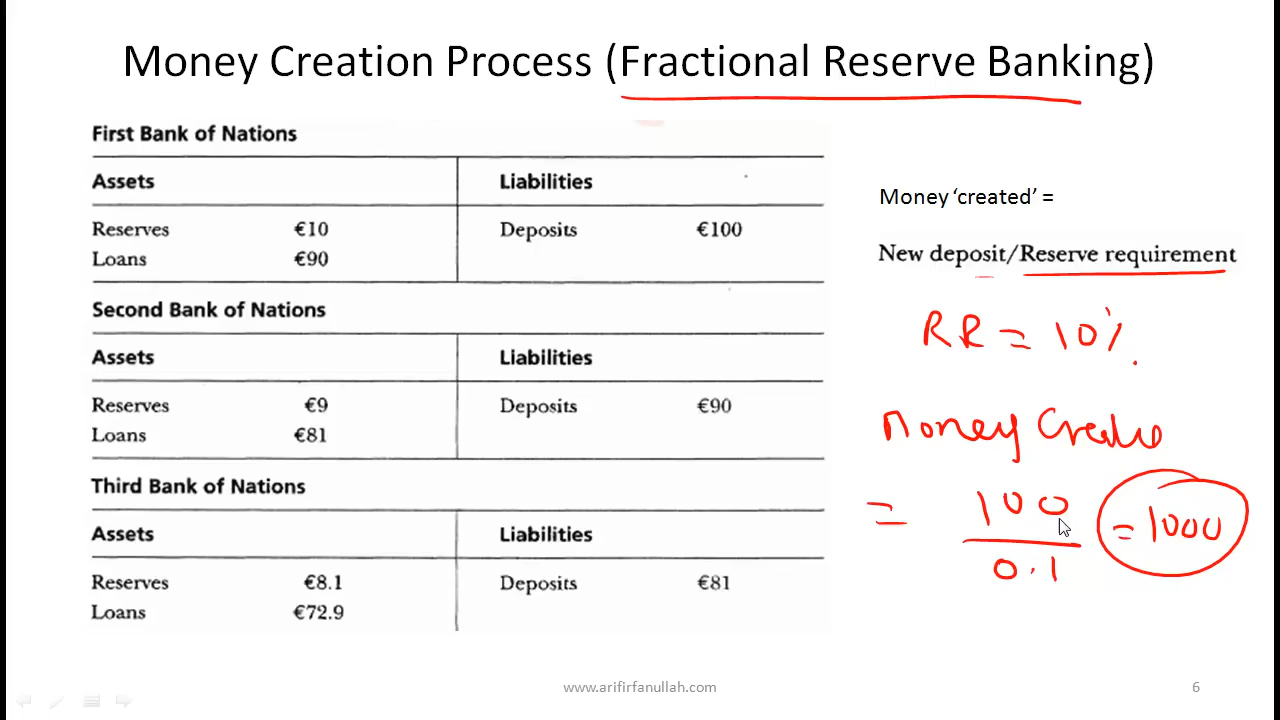 Money Creation Process (Fractional Reserve Banking)
First Bank of Nations
Assets Liabilities
Reserves €10 Deposits €100
Loans €90
Second Bank of Nations
Assets Liabilities
Reserves €9 Deposits €90
Loans €81
Third Bank of Nations
Assets Liabilities
Reserves €8.1 Deposits €81
Loans €72.9
Money ‘created’ =
New deposit/Reserve requirement
RR = 10%.
Money
= 100 = 1000
0.1
www.arifirfanullah.com 6